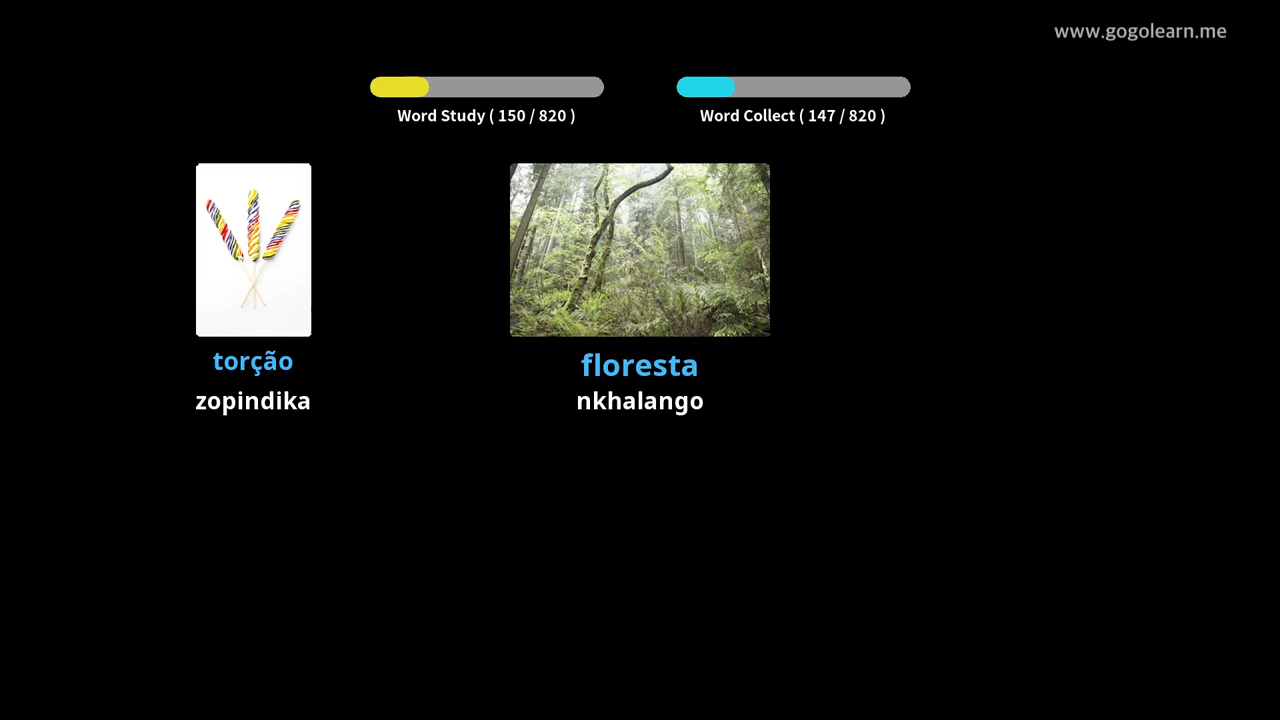 www.gogolearn.me
Word Study ( 150 / 820 )
Word Collect ( 147 / 820 )
torção
zopindika
floresta
nkhalango